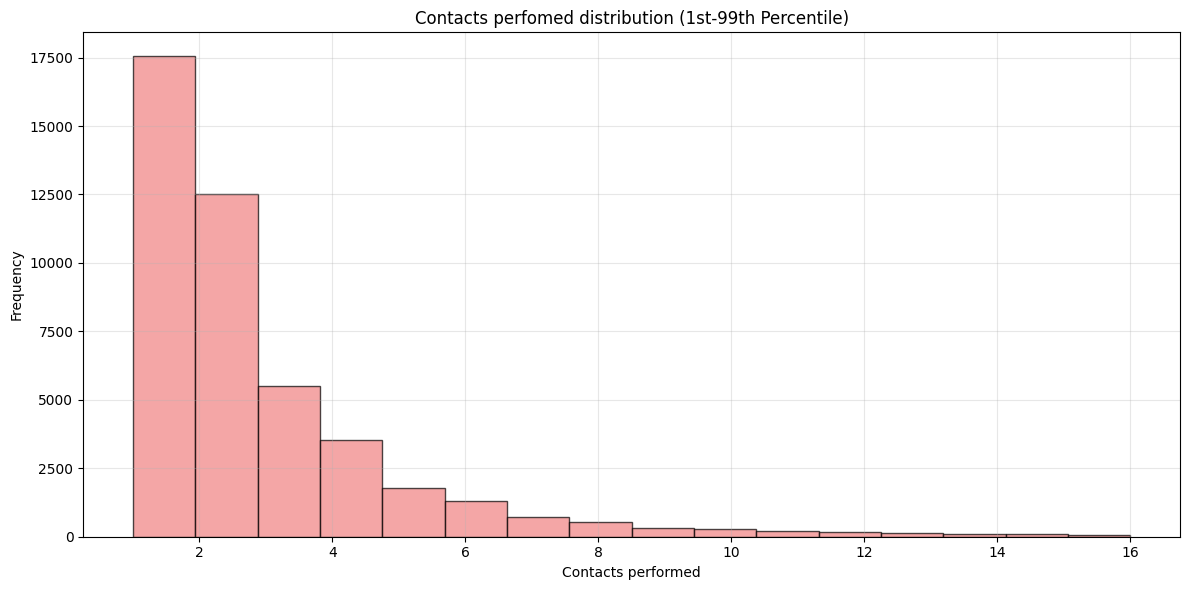 Contacts perfomed distribution (1st-99th Percentile)
17500
15000
12500
10000
7500
5000
2500
0
Frequency
2 4 6 8 10 12 14 16
Contacts performed